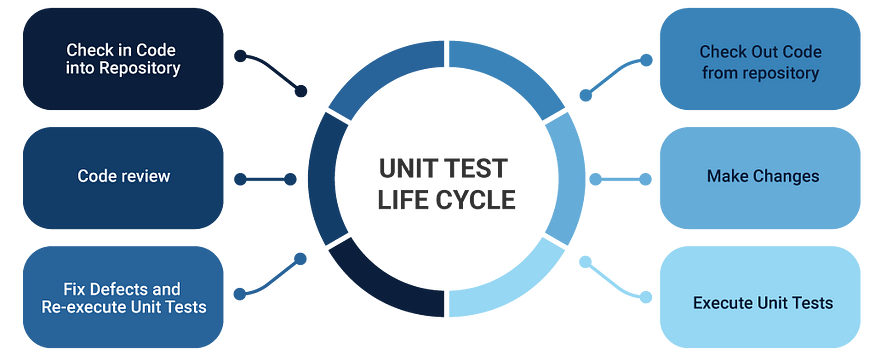 Check in Code
into Repository
Code review
Fix Defects and
Re-execute Unit Tests
UNIT TEST
LIFE CYCLE
Check Out Code
from repository
Make Changes
Execute Unit Tests